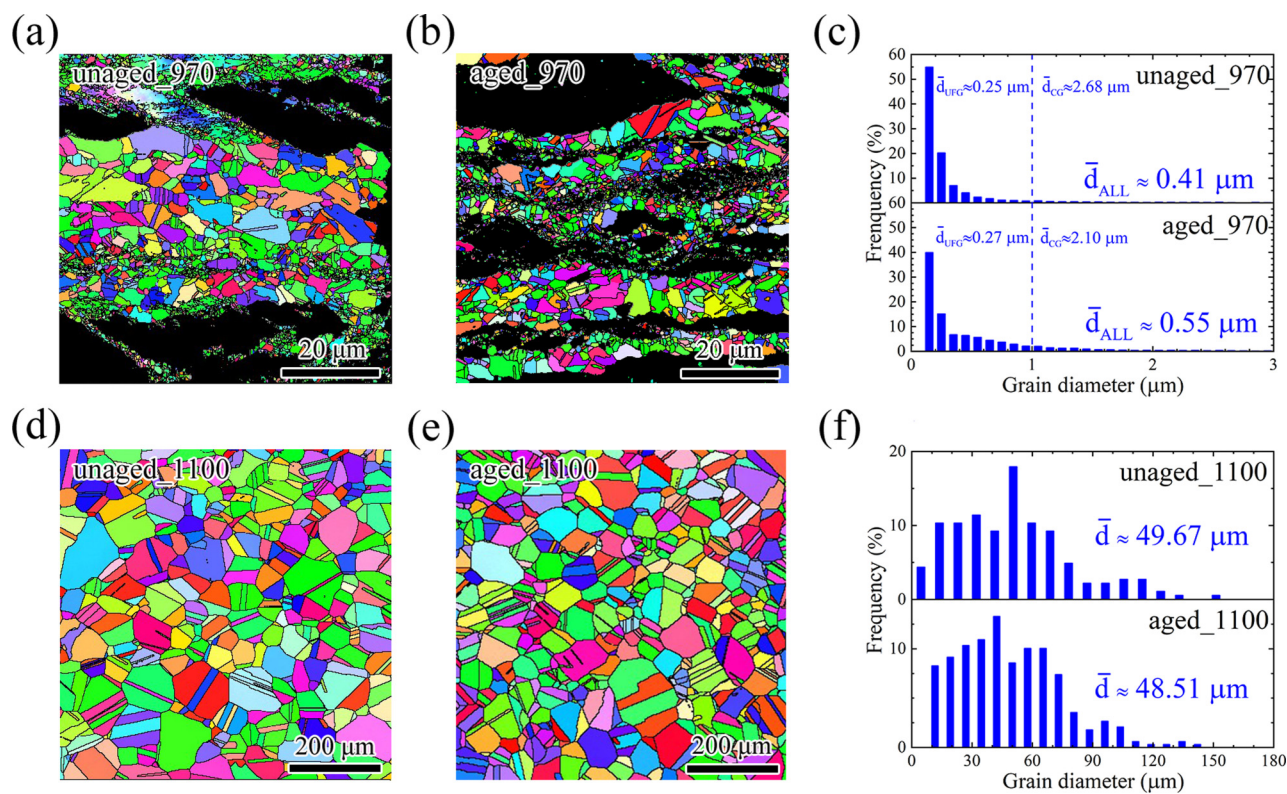 (a)
unaged_970
20 μm
(b)
aged_970
20 μm
(c)
60
50
40
30
20
10
60
50
40
30
20
10
0
Frenquency (%)
unaged_970
d̄UFG≈0.25 μm
d̄CG≈2.68 μm
d̄ALL ≈ 0.41 μm
aged_970
d̄UFG≈0.27 μm
d̄CG≈2.10 μm
d̄ALL ≈ 0.55 μm
0 1 2 3
Grain diameter (μm)
(d)
unaged_1100
200 μm
(e)
aged_1100
200 μm
(f)
20
10
0
10
0
Frequency (%)
unaged_1100
d̄ ≈ 49.67 μm
aged_1100
d̄ ≈ 48.51 μm
0 30 60 90 120 150 180
Grain diameter (μm)